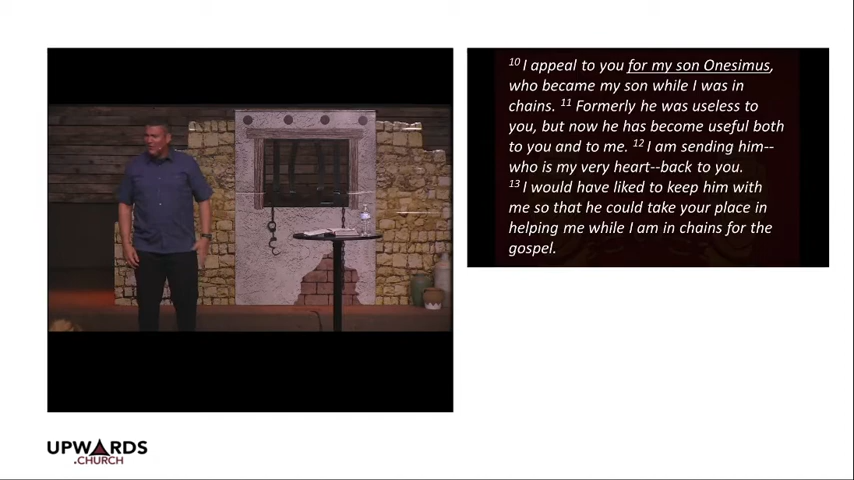 10 I appeal to you for my son Onesimus,
who became my son while I was in
chains. 11 Formerly he was useless to
you, but now he has become useful both
to you and to me. 12 I am sending him--
who is my very heart--back to you.
13 I would have liked to keep him with
me so that he could take your place in
helping me while I am in chains for the
gospel.
UPWARDS
.CHURCH